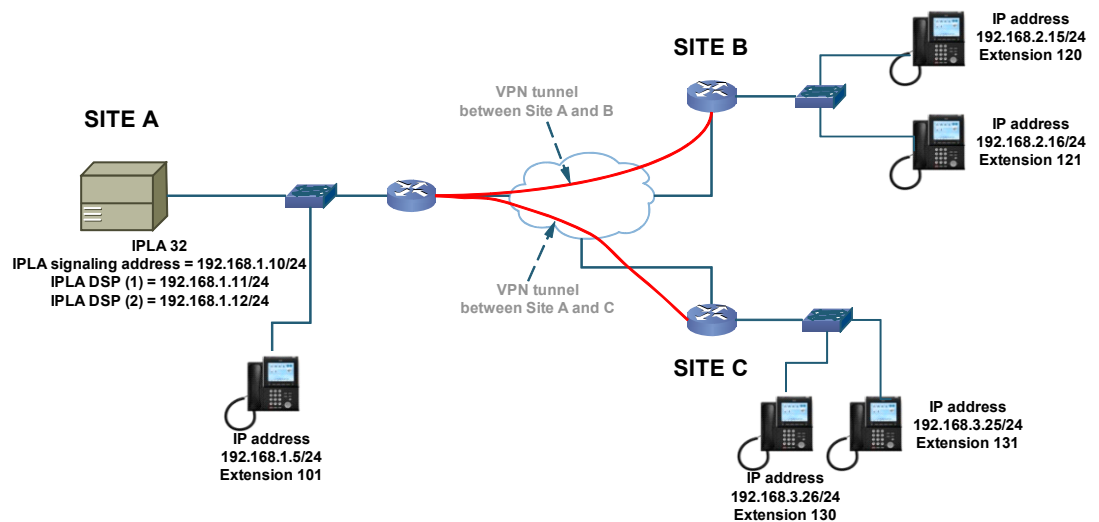 SITE A
IPLA 32
IPLA signaling address = 192.168.1.10/24
IPLA DSP (1) = 192.168.1.11/24
IPLA DSP (2) = 192.168.1.12/24
IP address
192.168.1.5/24
Extension 101
VPN tunnel
between Site A and B
VPN tunnel
between Site A and C
SITE B
IP address
192.168.2.15/24
Extension 120
IP address
192.168.2.16/24
Extension 121
SITE C
IP address
192.168.3.25/24
Extension 131
IP address
192.168.3.26/24
Extension 130